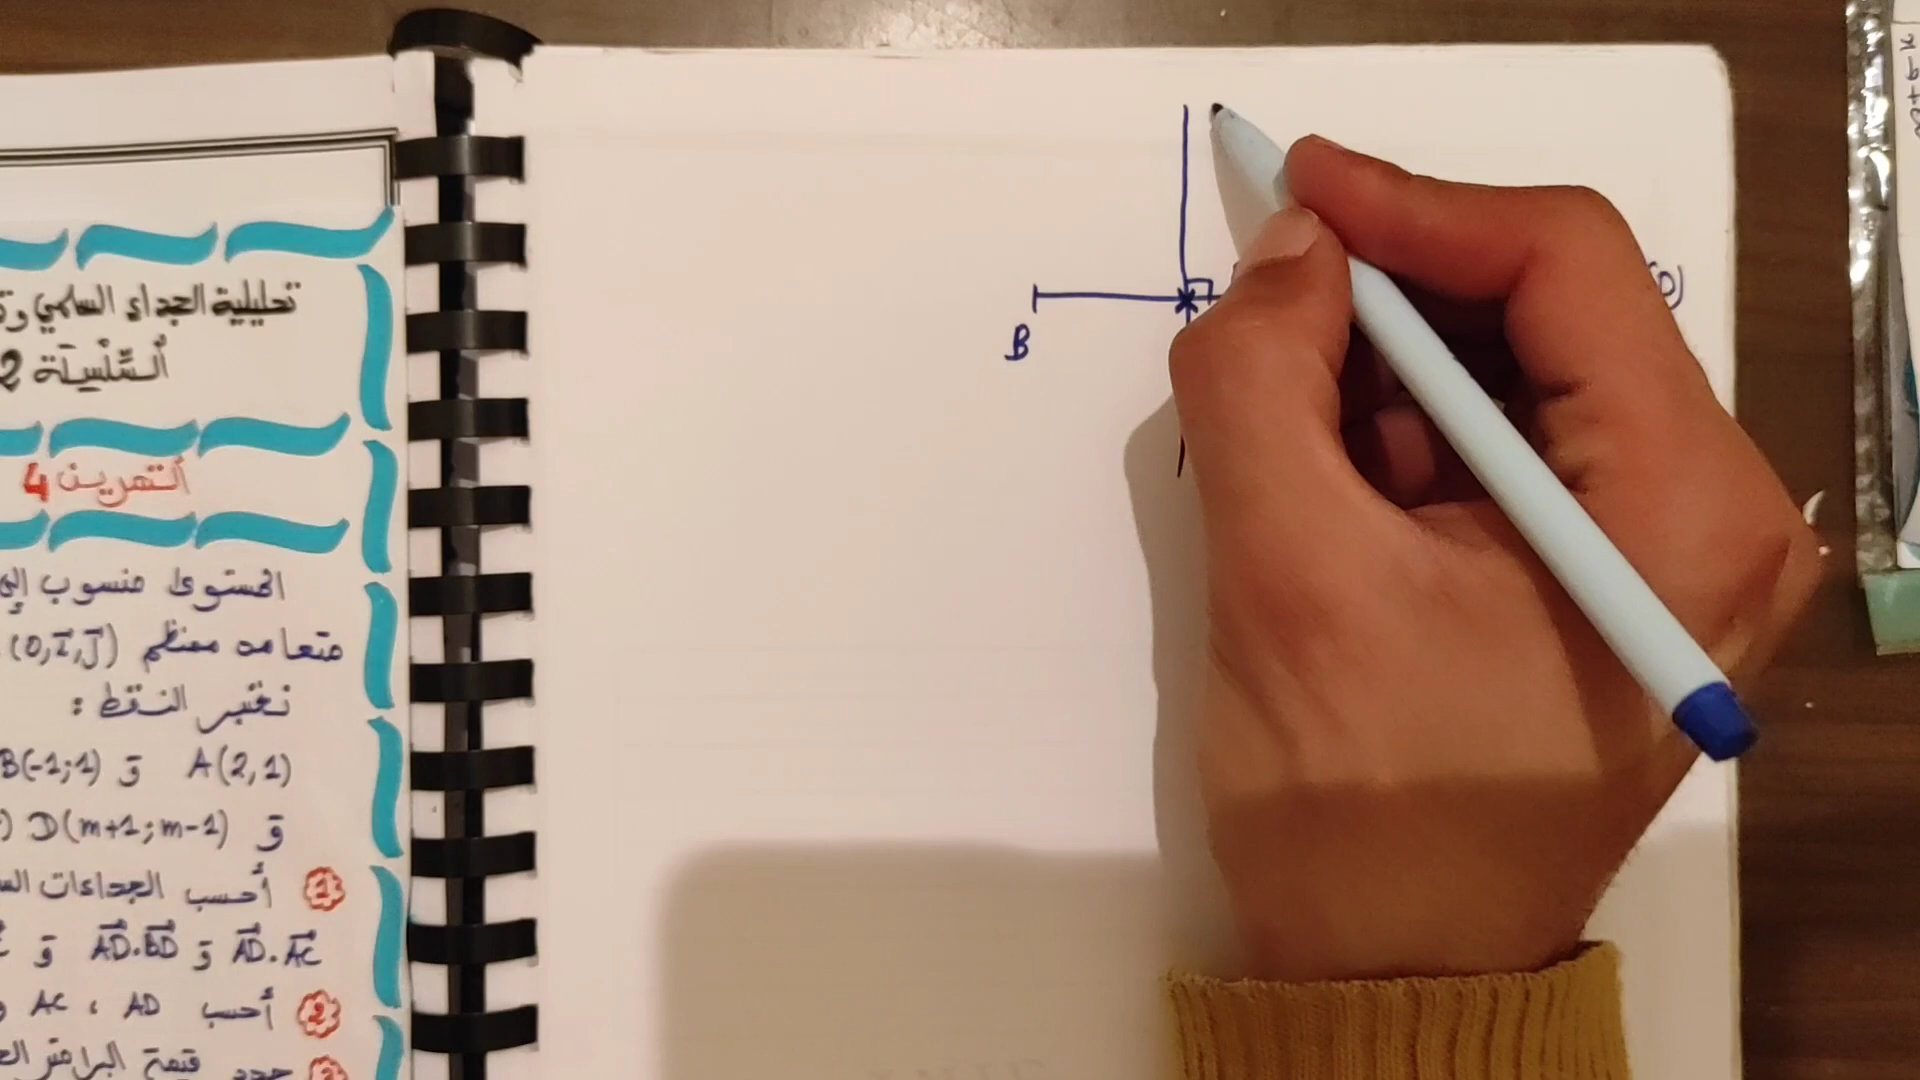 تحليلية الجداء السلمي و
السلسلة 2
التمرين 4
المستوى منسوب إلى
متعامد ممنظم (O,i⃗,j⃗)
نعتبر النقط :
A(2,1) و B(-1;1)
و D(m+1;m-1)
① أحسب الجداءات
AD⃗.AC⃗ و AD⃗.BD⃗ و
② أحسب AD ، AC و
حدد قيمة البارامتر
B
(D)